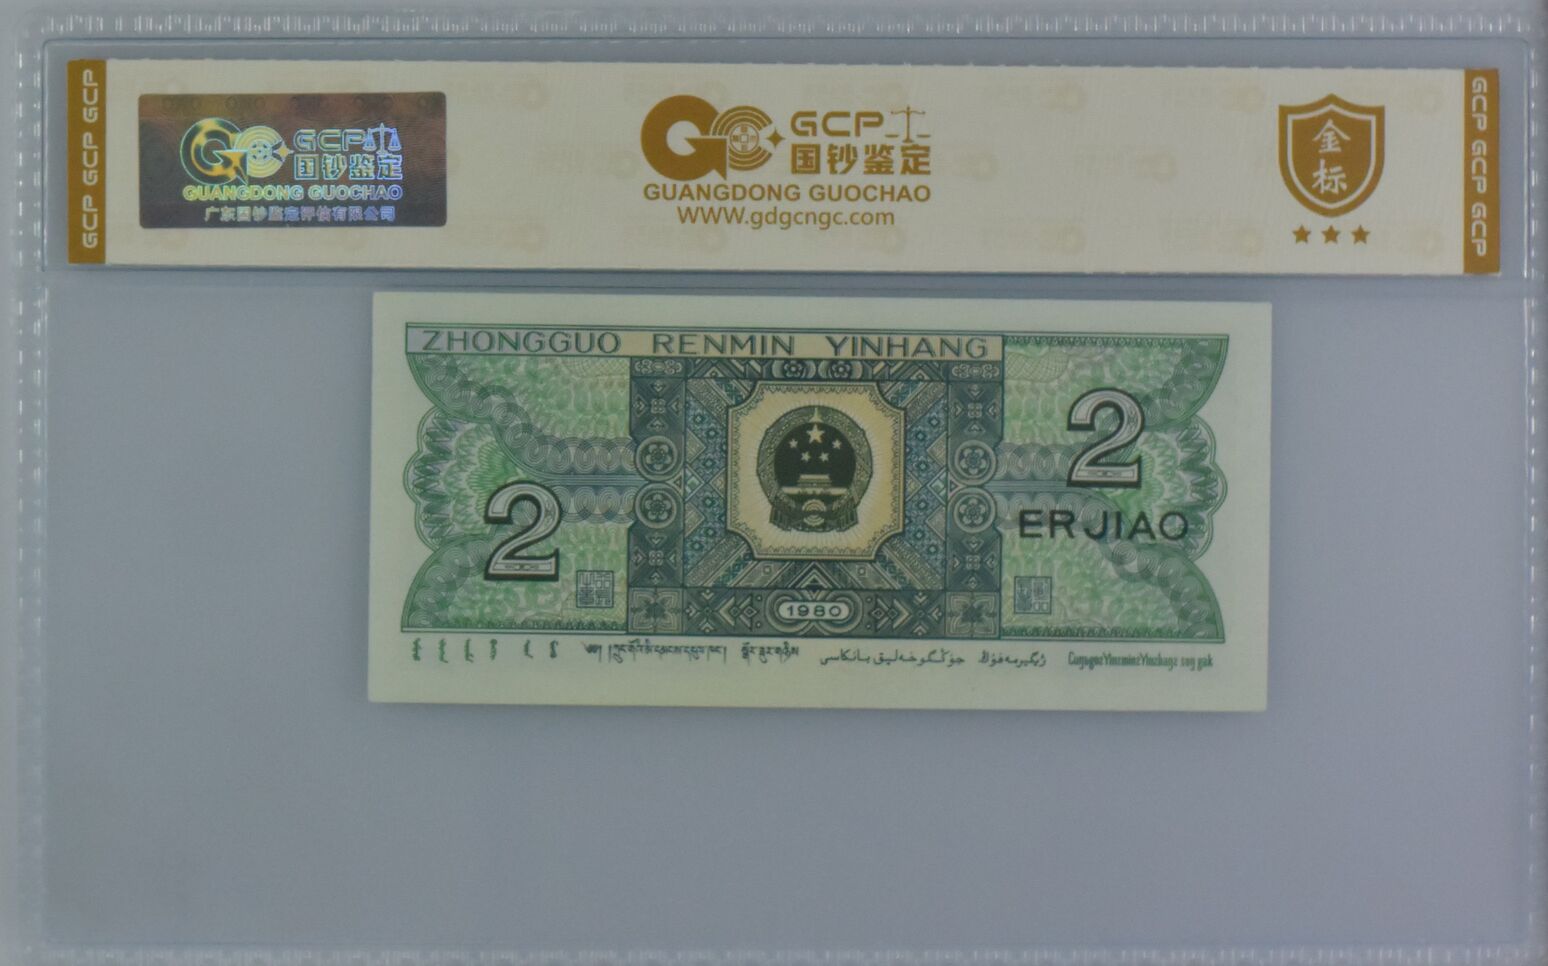 GCP GCP GCP
GCP
国钞鉴定
GUANGDONG GUOCHAO
广东国钞鉴定评估有限公司
GCP
国钞鉴定
GUANGDONG GUOCHAO
WWW.gdgcngc.com
金
标
GCP GCP GCP
ZHONGGUO RENMIN YINHANG
2
2
ERJIAO
1980
جۇڭگوخەلىق بانكاسى